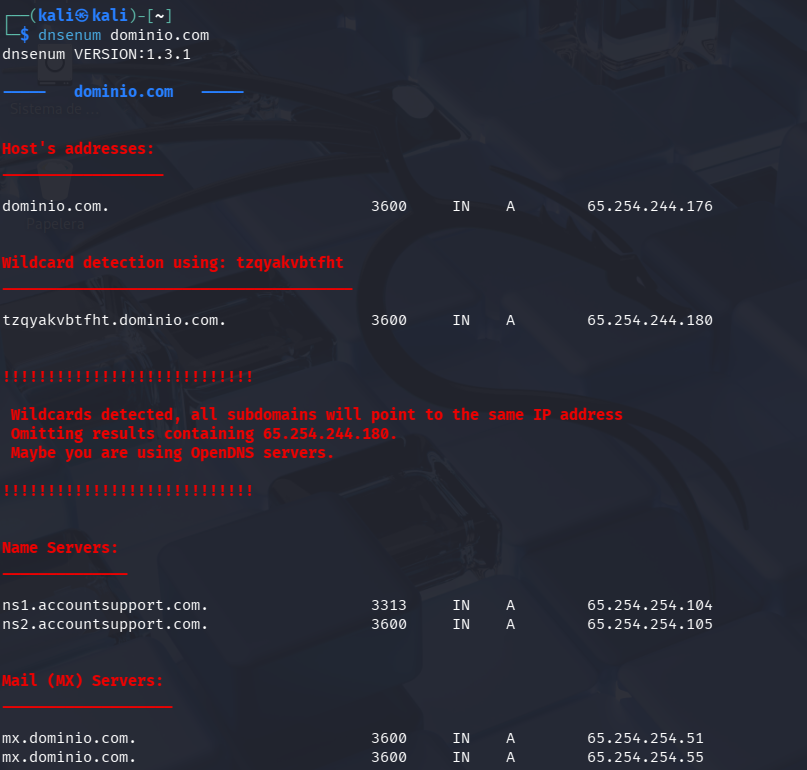 ┌──(kali㉿kali)-[~]
└─$ dnsenum dominio.com
dnsenum VERSION:1.3.1
----- dominio.com -----
Host's addresses:
dominio.com. 3600 IN A 65.254.244.176
Wildcard detection using: tzqyakvbtfht
tzqyakvbtfht.dominio.com. 3600 IN A 65.254.244.180
!!!!!!!!!!!!!!!!!!!!!!!!!!!!
Wildcards detected, all subdomains will point to the same IP address
Omitting results containing 65.254.244.180.
Maybe you are using OpenDNS servers.
!!!!!!!!!!!!!!!!!!!!!!!!!!!!
Name Servers:
ns1.accountsupport.com. 3313 IN A 65.254.254.104
ns2.accountsupport.com. 3600 IN A 65.254.254.105
Mail (MX) Servers:
mx.dominio.com. 3600 IN A 65.254.254.51
mx.dominio.com. 3600 IN A 65.254.254.55
Sistema de ...
Papelera